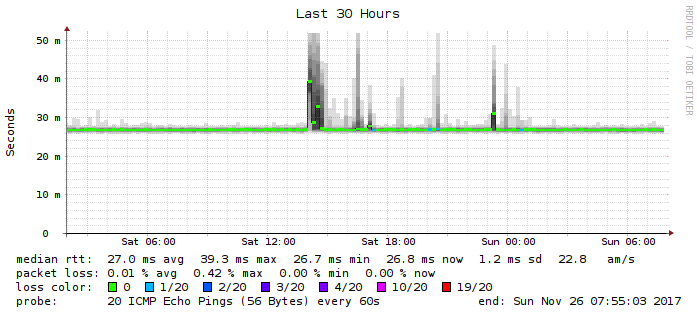 Last 30 Hours
RRDTOOL / TOBI OETIKER
Seconds
50 m
40 m
30 m
20 m
10 m
0
Sat 06:00 Sat 12:00 Sat 18:00 Sun 00:00 Sun 06:00
median rtt: 27.0 ms avg 39.3 ms max 26.7 ms min 26.8 ms now 1.2 ms sd 22.8 am/s
packet loss: 0.01 % avg 0.42 % max 0.00 % min 0.00 % now
loss color: 0 1/20 2/20 3/20 4/20 10/20 19/20
probe: 20 ICMP Echo Pings (56 Bytes) every 60s end: Sun Nov 26 07:55:03 2017